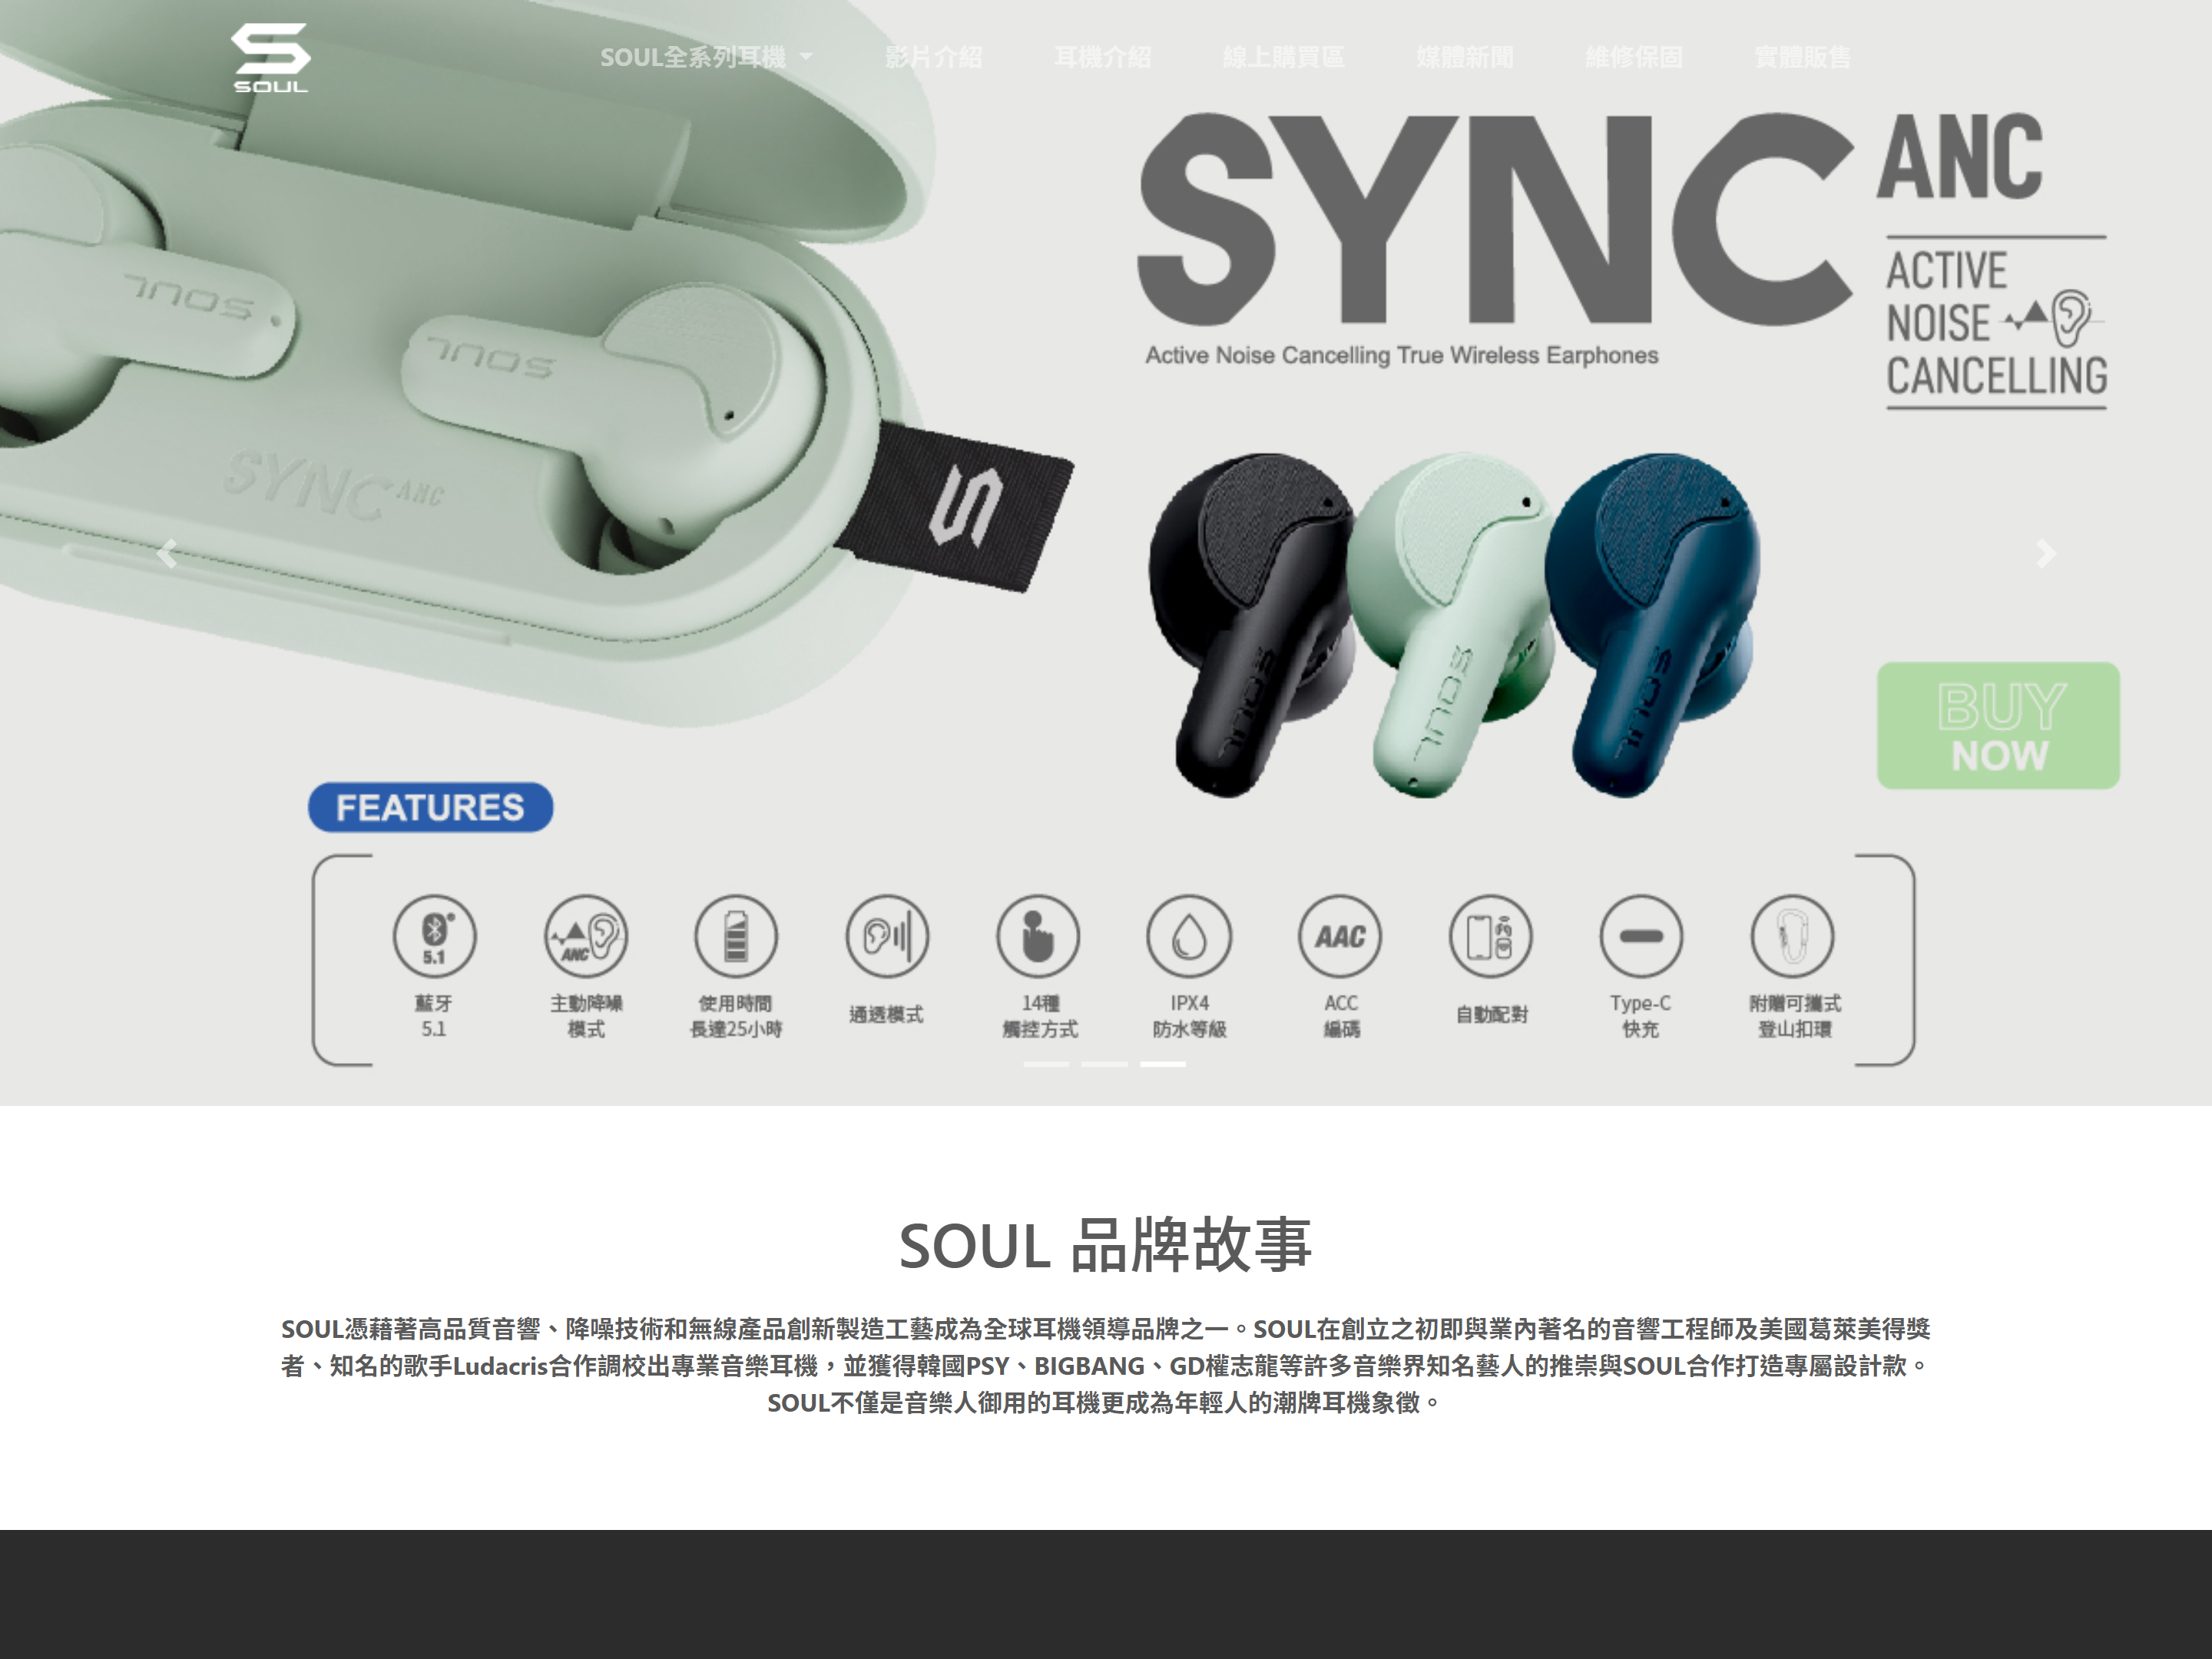 SOUL
SOUL全系列耳機
影片介紹
耳機介紹
線上購買區
媒體新聞
維修保固
實體販售
SYNC ANC
ACTIVE
NOISE
CANCELLING
Active Noise Cancelling True Wireless Earphones
SOUL
SOUL
SYNC ANC
SOUL
SOUL
SOUL
BUY
NOW
FEATURES
5.1
ANC
AAC
藍牙
5.1
主動降噪
模式
使用時間
長達25小時
通透模式
14種
觸控方式
IPX4
防水等級
ACC
編碼
自動配對
Type-C
快充
附贈可攜式
登山扣環
SOUL 品牌故事
SOUL憑藉著高品質音響、降噪技術和無線產品創新製造工藝成為全球耳機領導品牌之一。SOUL在創立之初即與業內著名的音響工程師及美國葛萊美得獎
者、知名的歌手Ludacris合作調校出專業音樂耳機，並獲得韓國PSY、BIGBANG、GD權志龍等許多音樂界知名藝人的推崇與SOUL合作打造專屬設計款。
SOUL不僅是音樂人御用的耳機更成為年輕人的潮牌耳機象徵。